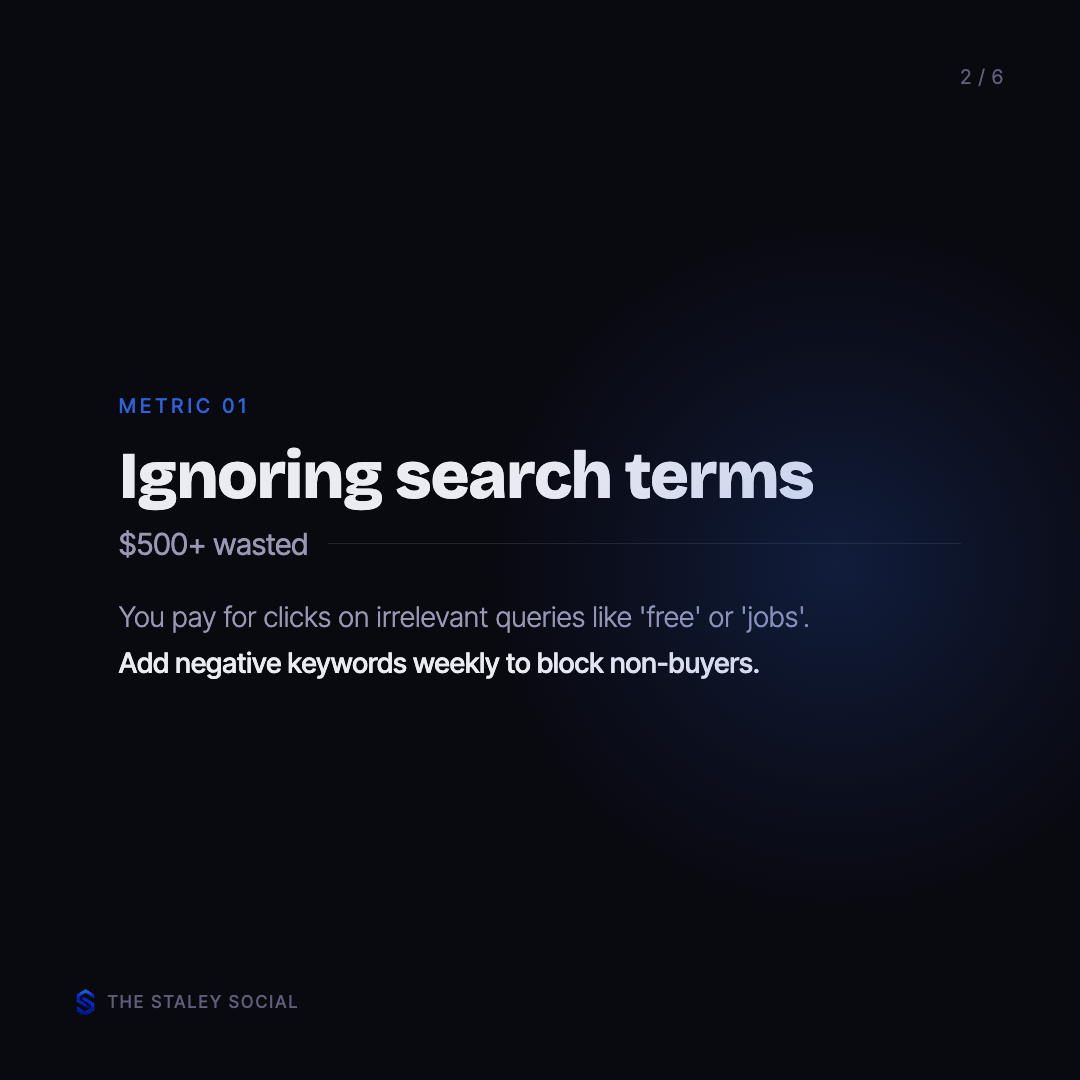 2 / 6
METRIC 01
Ignoring search terms
$500+ wasted
You pay for clicks on irrelevant queries like 'free' or 'jobs'.
Add negative keywords weekly to block non-buyers.
THE STALEY SOCIAL